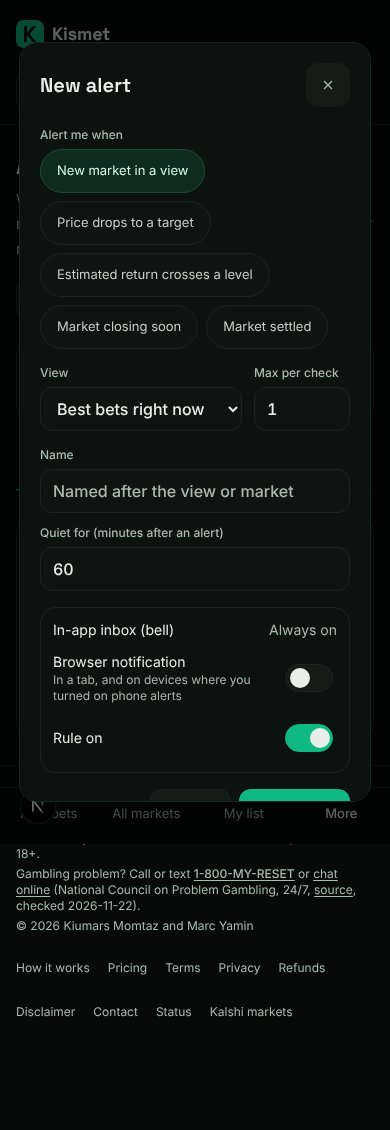 Kismet
New alert
×
Alert me when
New market in a view
Price drops to a target
Estimated return crosses a level
Market closing soon Market settled
View Max per check
Best bets right now 1
Name
Named after the view or market
Quiet for (minutes after an alert)
60
In-app inbox (bell) Always on
Browser notification
In a tab, and on devices where you
turned on phone alerts
Rule on
bets All markets My list More
18+.
Gambling problem? Call or text 1-800-MY-RESET or chat
online (National Council on Problem Gambling, 24/7, source,
checked 2026-11-22).
© 2026 Kiumars Momtaz and Marc Yamin
How it works Pricing Terms Privacy Refunds
Disclaimer Contact Status Kalshi markets